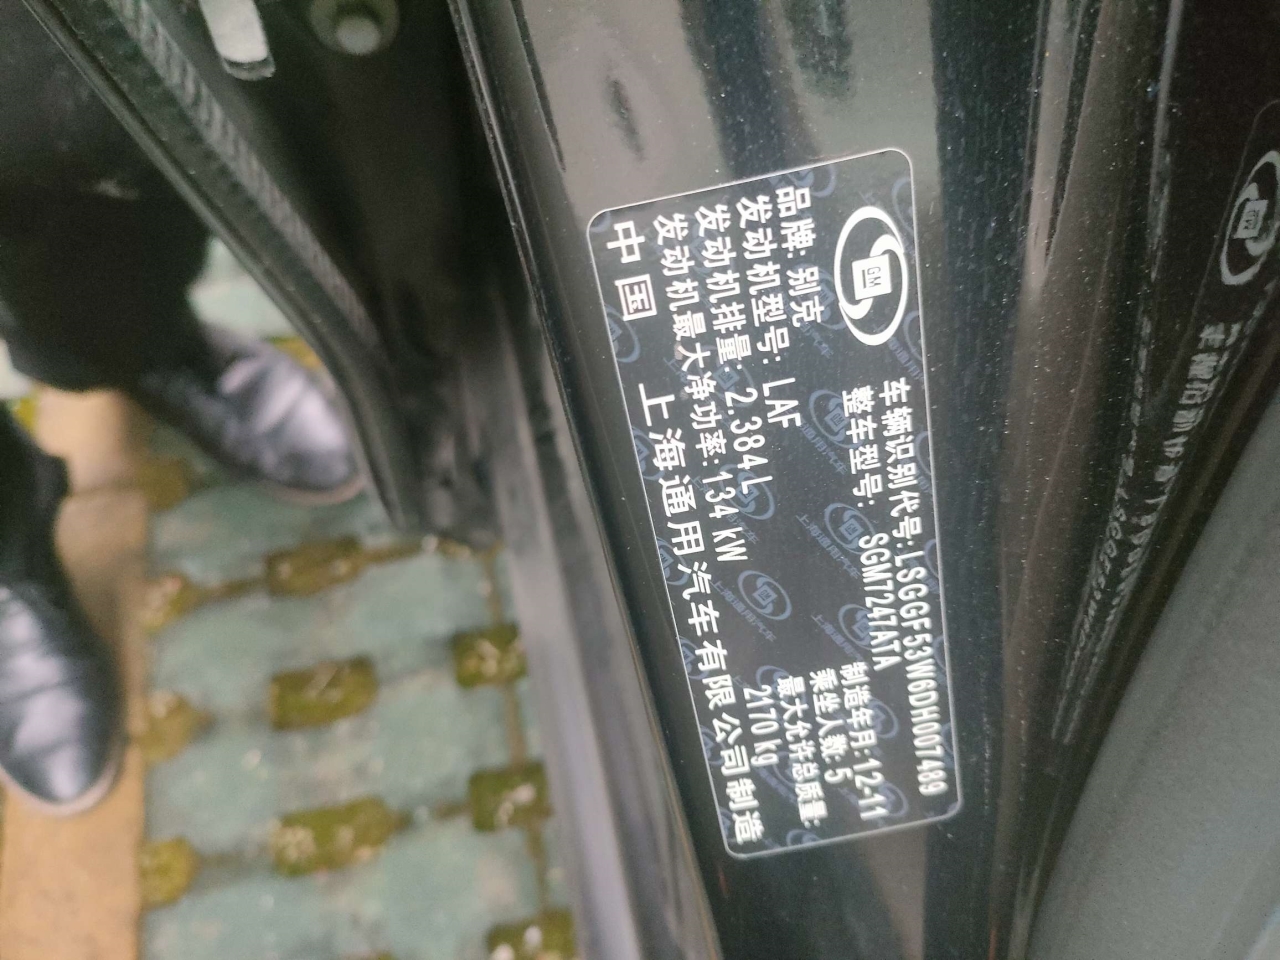 GM
车辆识别代号:LSGGF53W6DH007489
整车型号: SGM7247ATA
品牌:别克
制造年月:12-11
发动机型号: LAF
乘坐人数:5
发动机排量: 2.384L
最大允许总质量:
发动机最大净功率:134 kW
2170 kg
中国
上海通用汽车有限公司制造